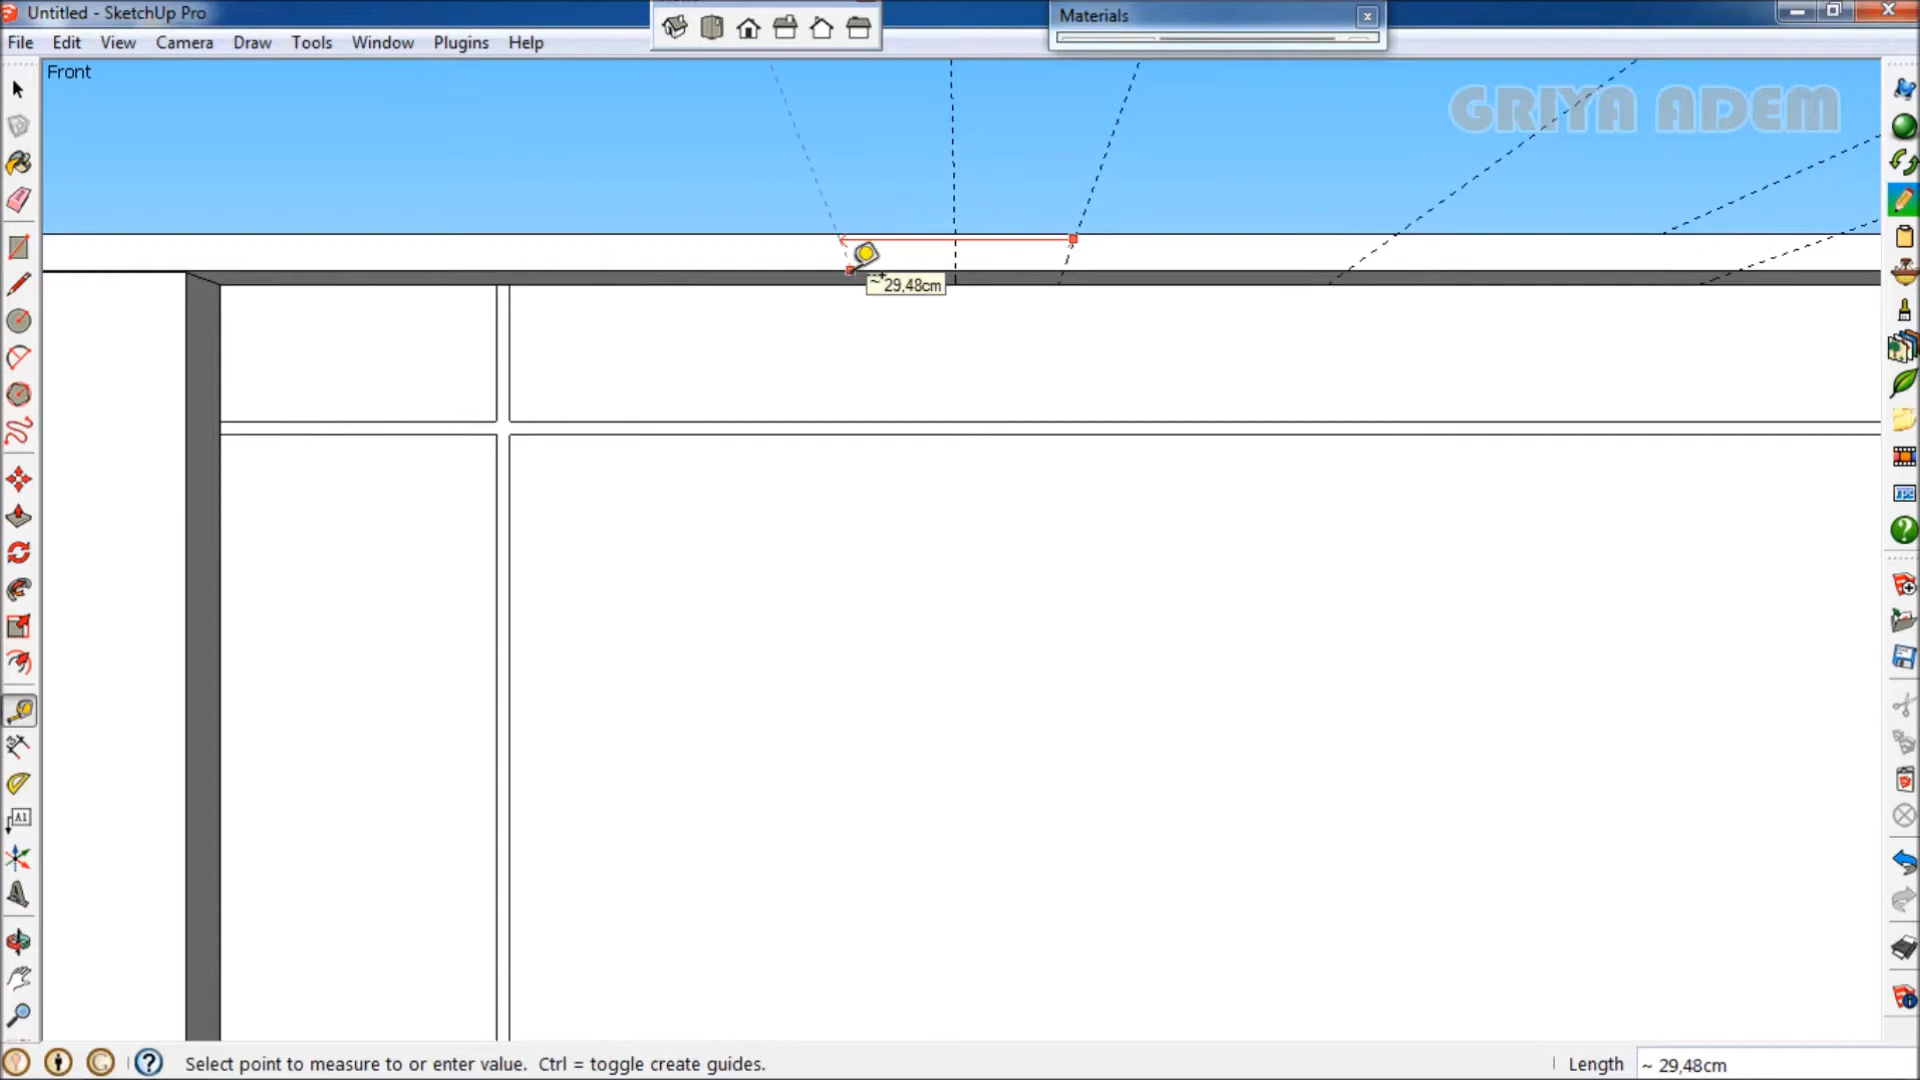 Untitled - SketchUp Pro
Materials
File Edit View Camera Draw Tools Window Plugins Help
Front
GRIYA ADEM
~ 29,48cm
A1
Select point to measure to or enter value. Ctrl = toggle create guides.
Length ~ 29,48cm